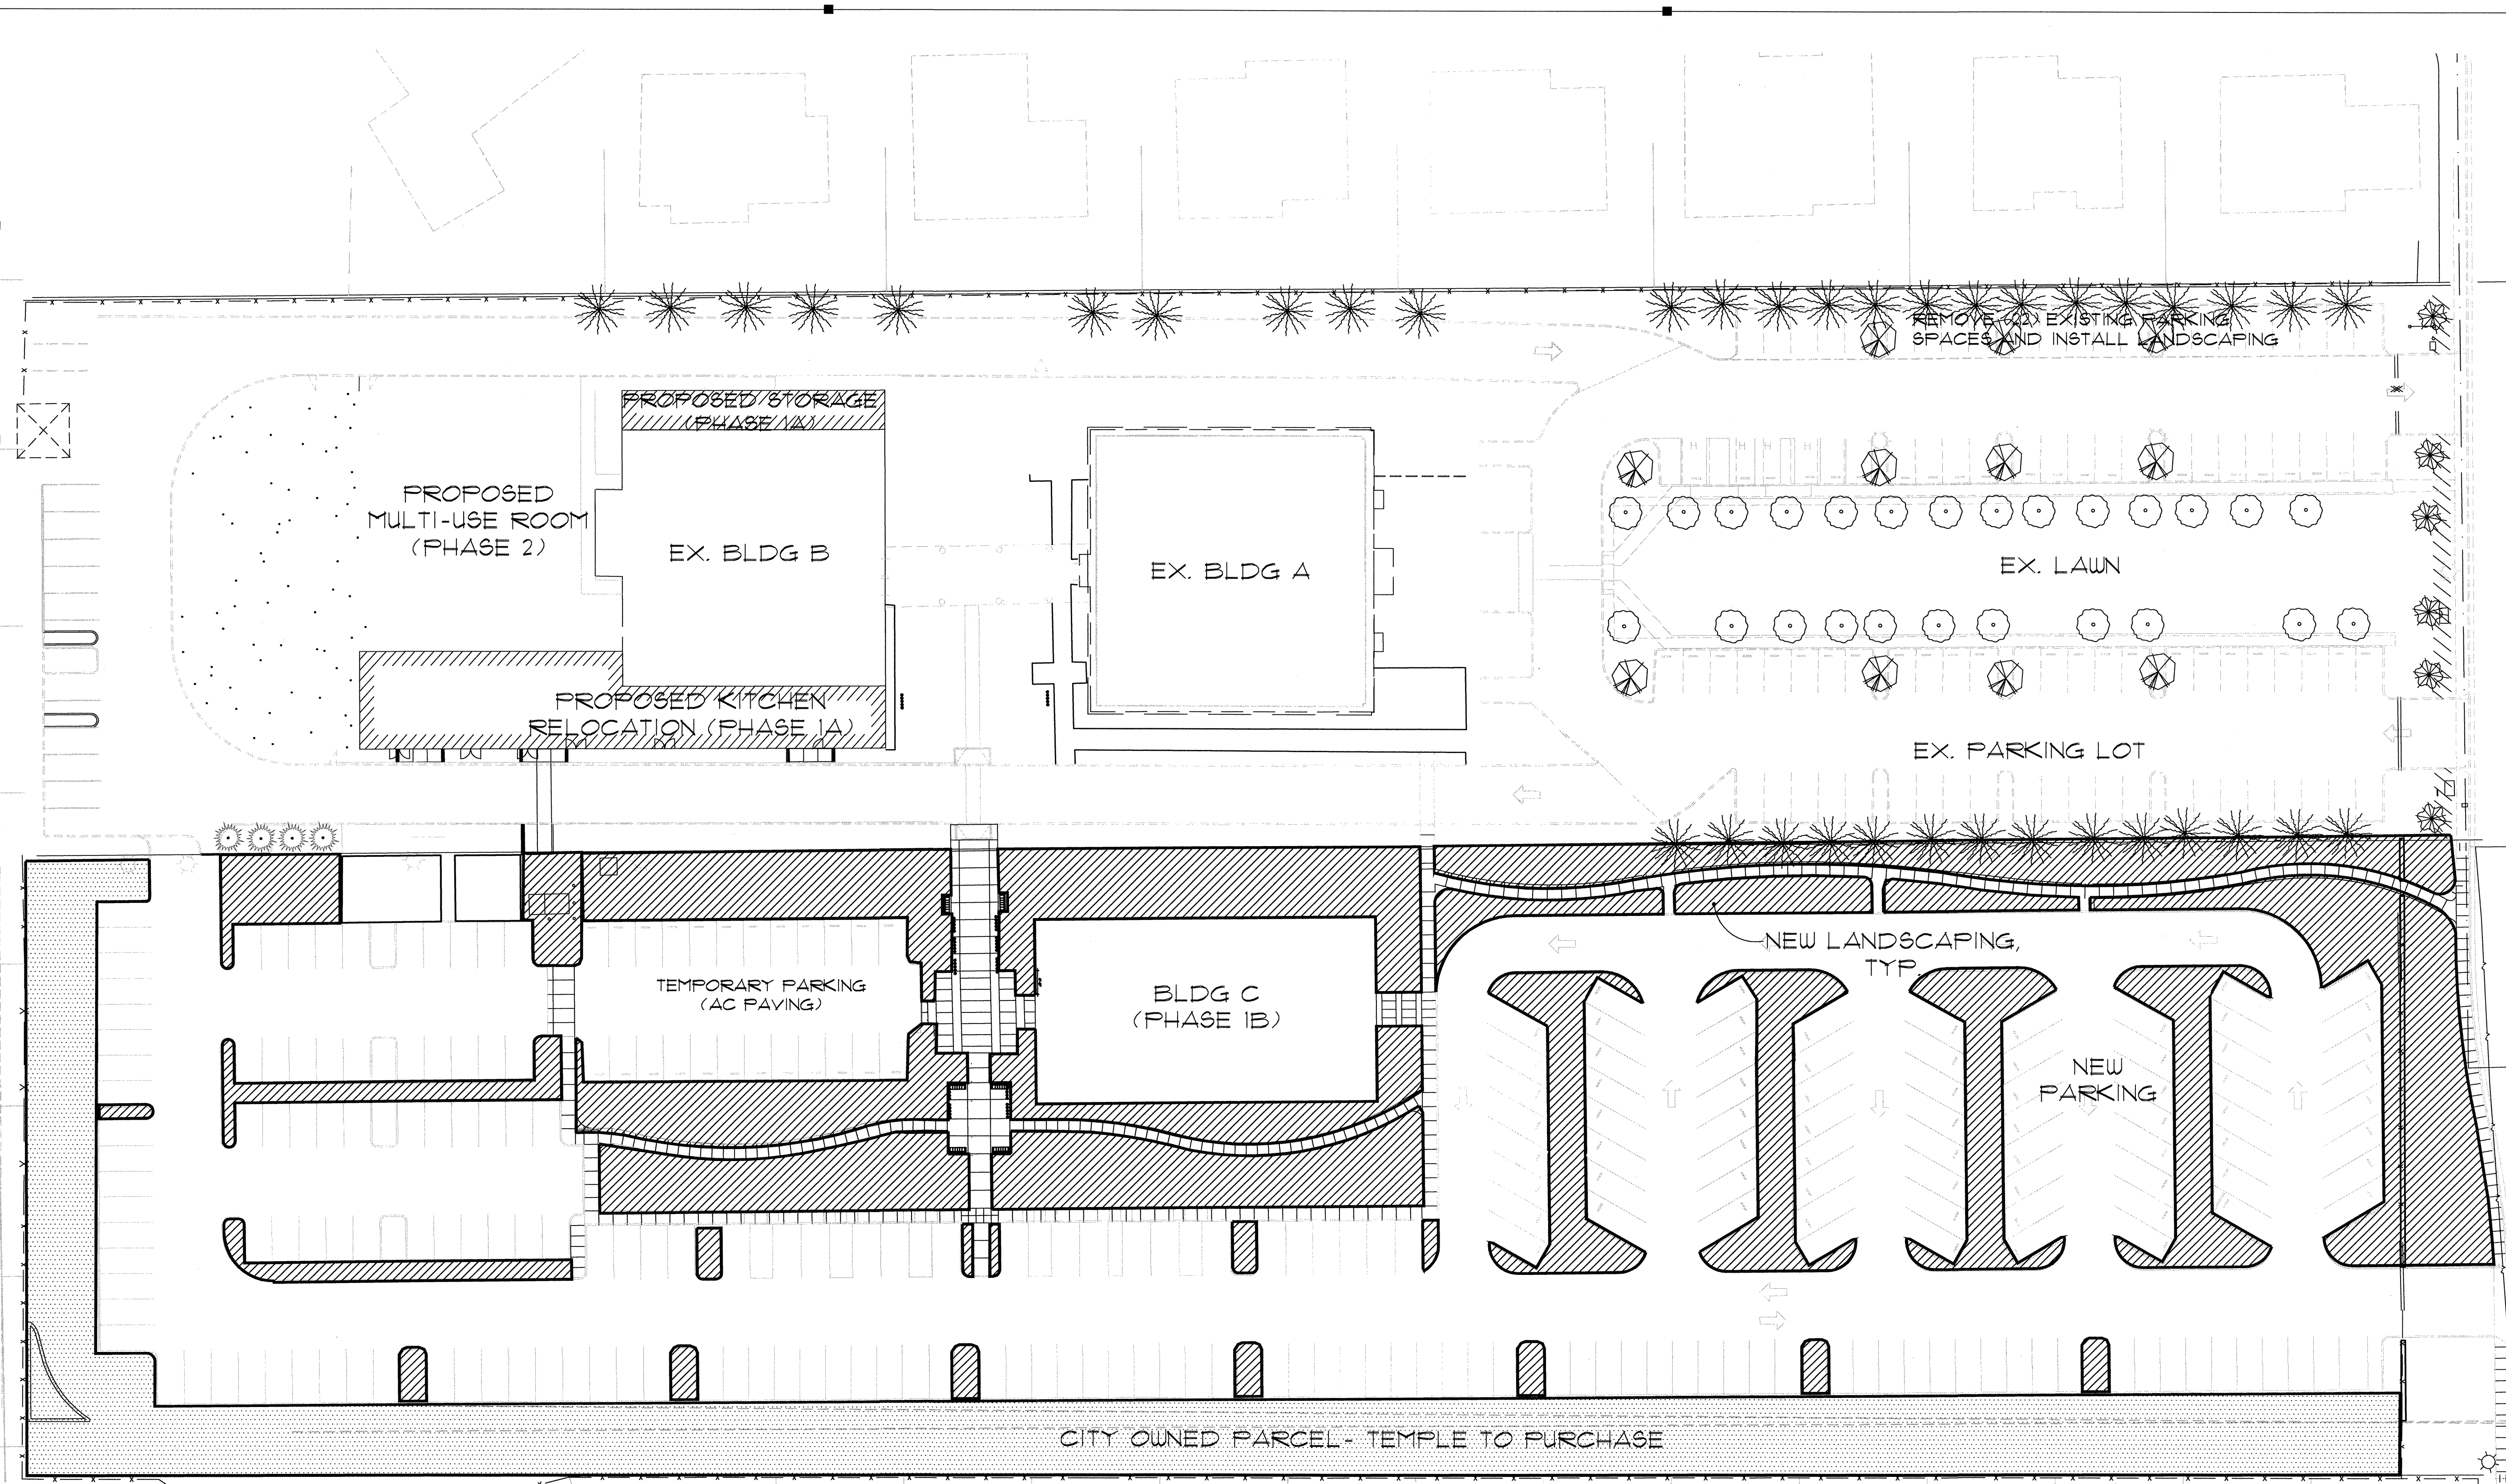 REMOVE (22) EXISTING PARKING
SPACES AND INSTALL LANDSCAPING
PROPOSED STORAGE
(PHASE 1A)
PROPOSED
MULTI-USE ROOM
(PHASE 2)
EX. BLDG B
EX. BLDG A
EX. LAWN
PROPOSED KITCHEN
RELOCATION (PHASE 1A)
EX. PARKING LOT
NEW LANDSCAPING,
TYP.
TEMPORARY PARKING
(AC PAVING)
BLDG C
(PHASE 1B)
NEW
PARKING
CITY OWNED PARCEL- TEMPLE TO PURCHASE